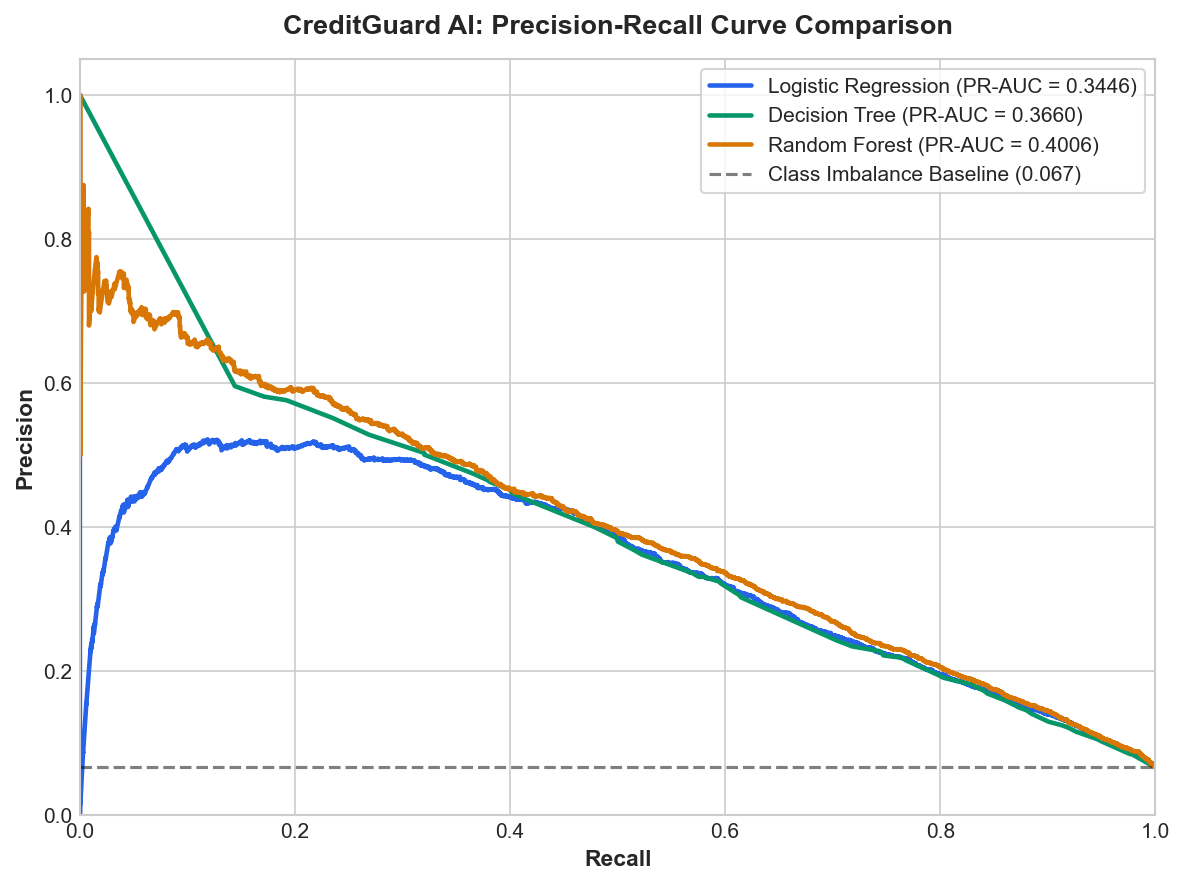 CreditGuard AI: Precision-Recall Curve Comparison
Logistic Regression (PR-AUC = 0.3446)
Decision Tree (PR-AUC = 0.3660)
Random Forest (PR-AUC = 0.4006)
Class Imbalance Baseline (0.067)
Precision
1.0
0.8
0.6
0.4
0.2
0.0
0.0 0.2 0.4 0.6 0.8 1.0
Recall